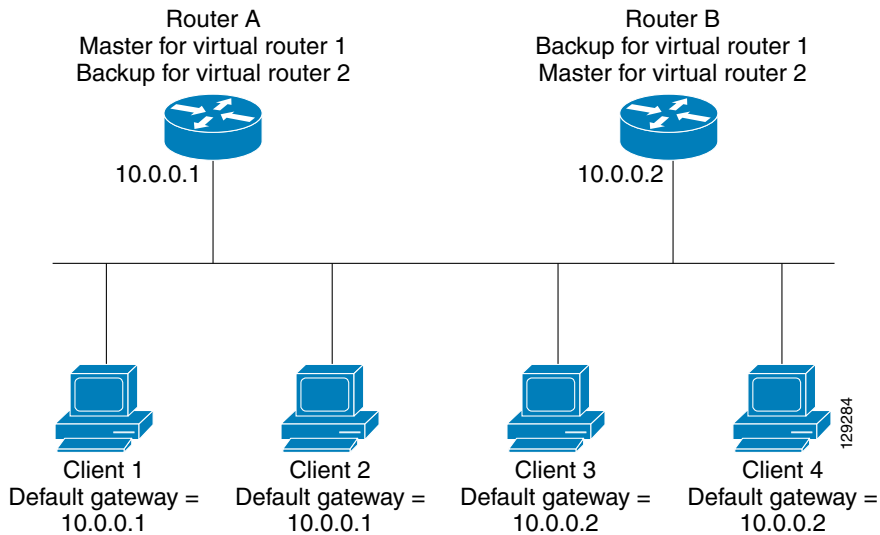 Router A
Master for virtual router 1
Backup for virtual router 2
Router B
Backup for virtual router 1
Master for virtual router 2
10.0.0.1
10.0.0.2
Client 1
Default gateway =
10.0.0.1
Client 2
Default gateway =
10.0.0.1
Client 3
Default gateway =
10.0.0.2
Client 4
Default gateway =
10.0.0.2
129284